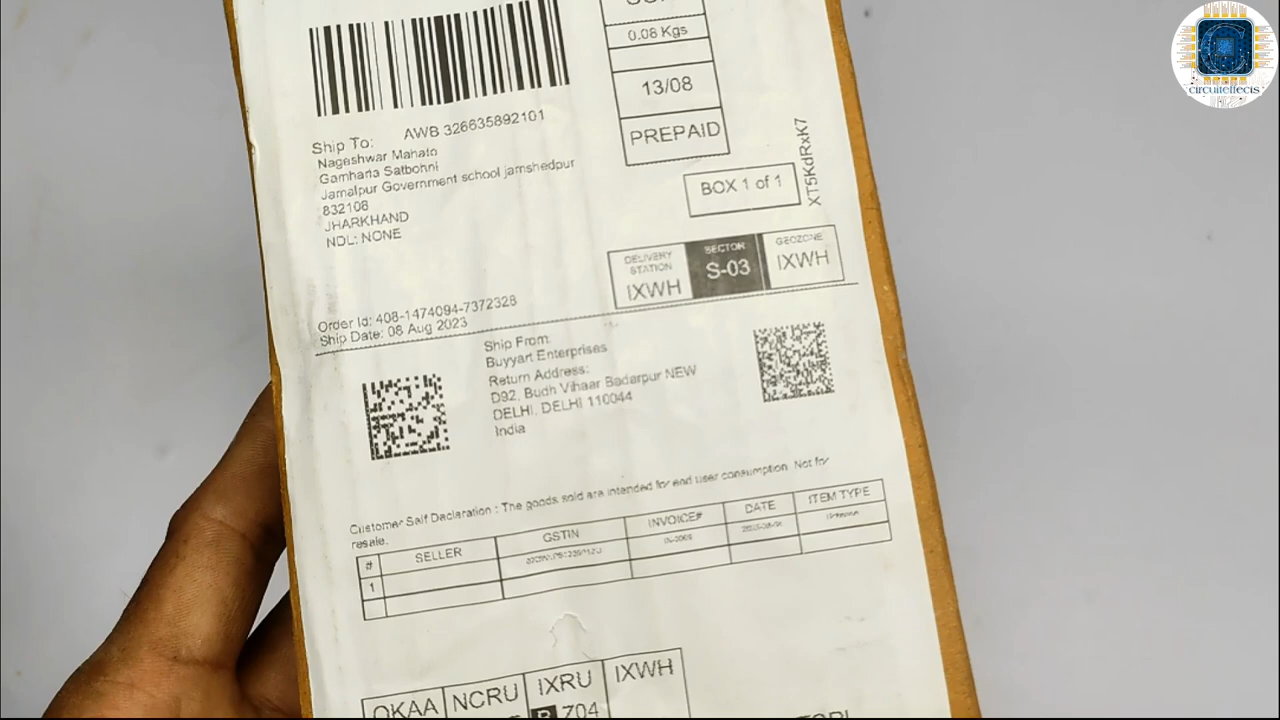 0.08 Kgs
13/08
PREPAID
AWB 326635892101
Ship To:
Nageshwar Mahato
Gamharia Satbohni
Jamalpur Government school jamshedpur
832108
JHARKHAND
NDL: NONE
BOX 1 of 1
XT5KdRxK7
DELIVERY STATION
IXWH
SECTOR
S-03
GEOZONE
IXWH
Order Id: 408-1474094-7372328
Ship Date: 08 Aug 2023
Ship From:
Buyyart Enterprises
Return Address:
D92, Budh Vihaar Badarpur NEW
DELHI, DELHI 110044
India
Customer Self Declaration : The goods sold are intended for end user consumption. Not for
resale.
# SELLER GSTIN INVOICE# DATE ITEM TYPE
1
OKAA NCRU IXRU IXWH
Z04
circuiteffects